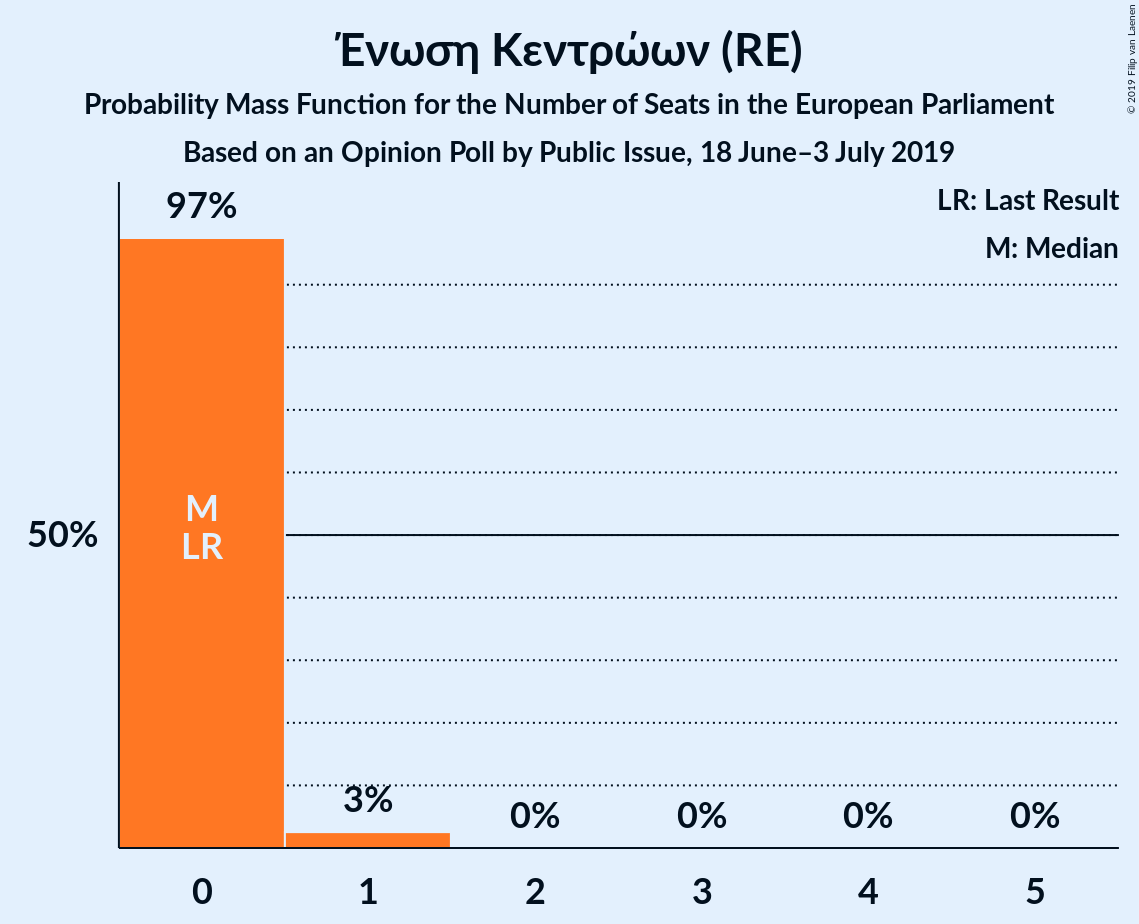 Ένωση Κεντρώων (RE)
Probability Mass Function for the Number of Seats in the European Parliament
Based on an Opinion Poll by Public Issue, 18 June–3 July 2019
© 2019 Filip van Laenen
LR: Last Result
M: Median
97%
M
LR
50%
3%
0%
0%
0%
0%
0
1
2
3
4
5